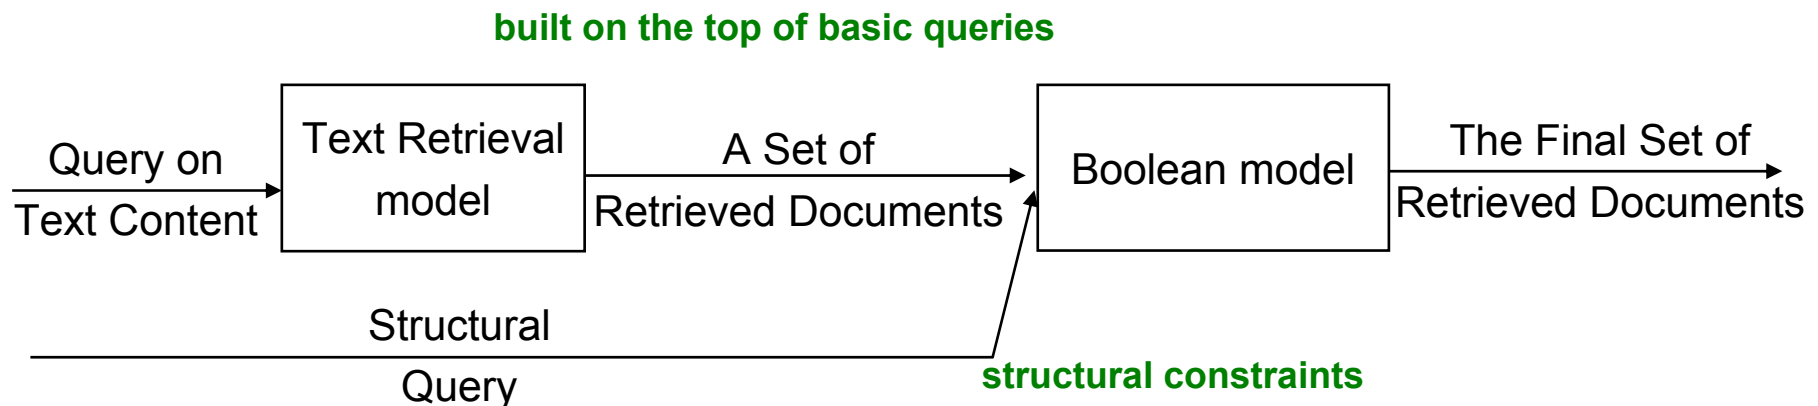 built on the top of basic queries
Query on
Text Content
Text Retrieval
model
A Set of
Retrieved Documents
Boolean model
The Final Set of
Retrieved Documents
Structural
Query
structural constraints